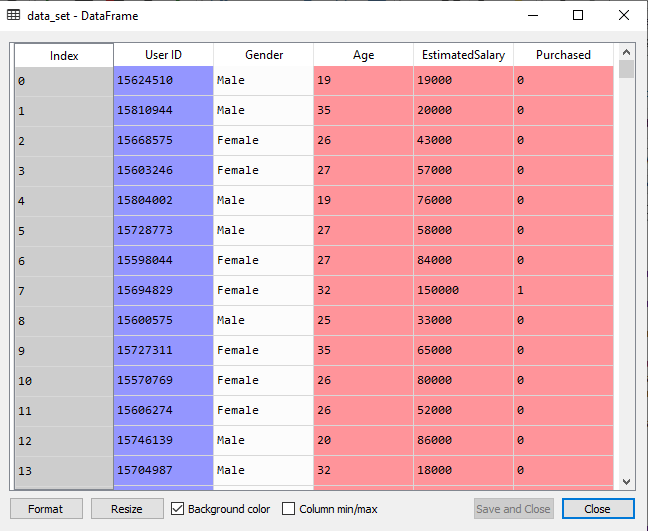 data_set - DataFrame
Index User ID Gender Age EstimatedSalary Purchased
0 15624510 Male 19 19000 0
1 15810944 Male 35 20000 0
2 15668575 Female 26 43000 0
3 15603246 Female 27 57000 0
4 15804002 Male 19 76000 0
5 15728773 Male 27 58000 0
6 15598044 Female 27 84000 0
7 15694829 Female 32 150000 1
8 15600575 Male 25 33000 0
9 15727311 Female 35 65000 0
10 15570769 Female 26 80000 0
11 15606274 Female 26 52000 0
12 15746139 Male 20 86000 0
13 15704987 Male 32 18000 0
Format Resize Background color Column min/max Save and Close Close